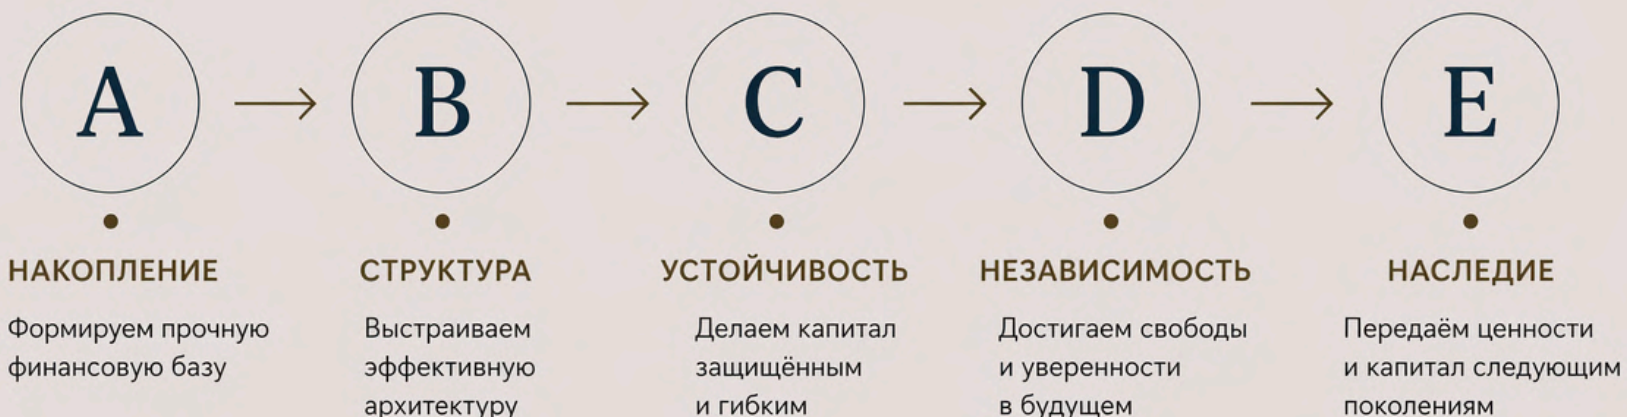 A
B
C
D
E
НАКОПЛЕНИЕ
Формируем прочную
финансовую базу
СТРУКТУРА
Выстраиваем
эффективную
архитектуру
УСТОЙЧИВОСТЬ
Делаем капитал
защищённым
и гибким
НЕЗАВИСИМОСТЬ
Достигаем свободы
и уверенности
в будущем
НАСЛЕДИЕ
Передаём ценности
и капитал следующим
поколениям